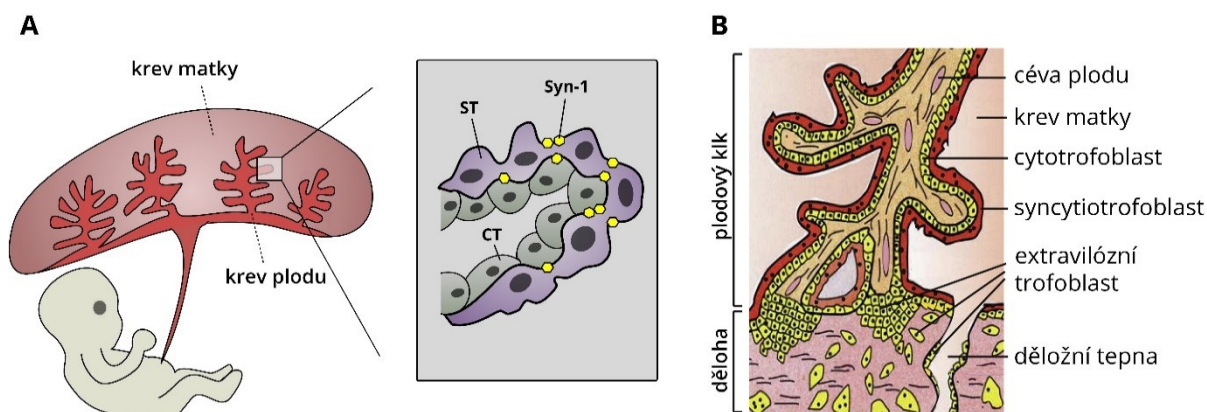 A
krev matky
krev plodu
ST
Syn-1
CT
B
plodový klk
děloha
céva plodu
krev matky
cytotrofoblast
syncytiotrofoblast
extravilózní
trofoblast
děložní tepna